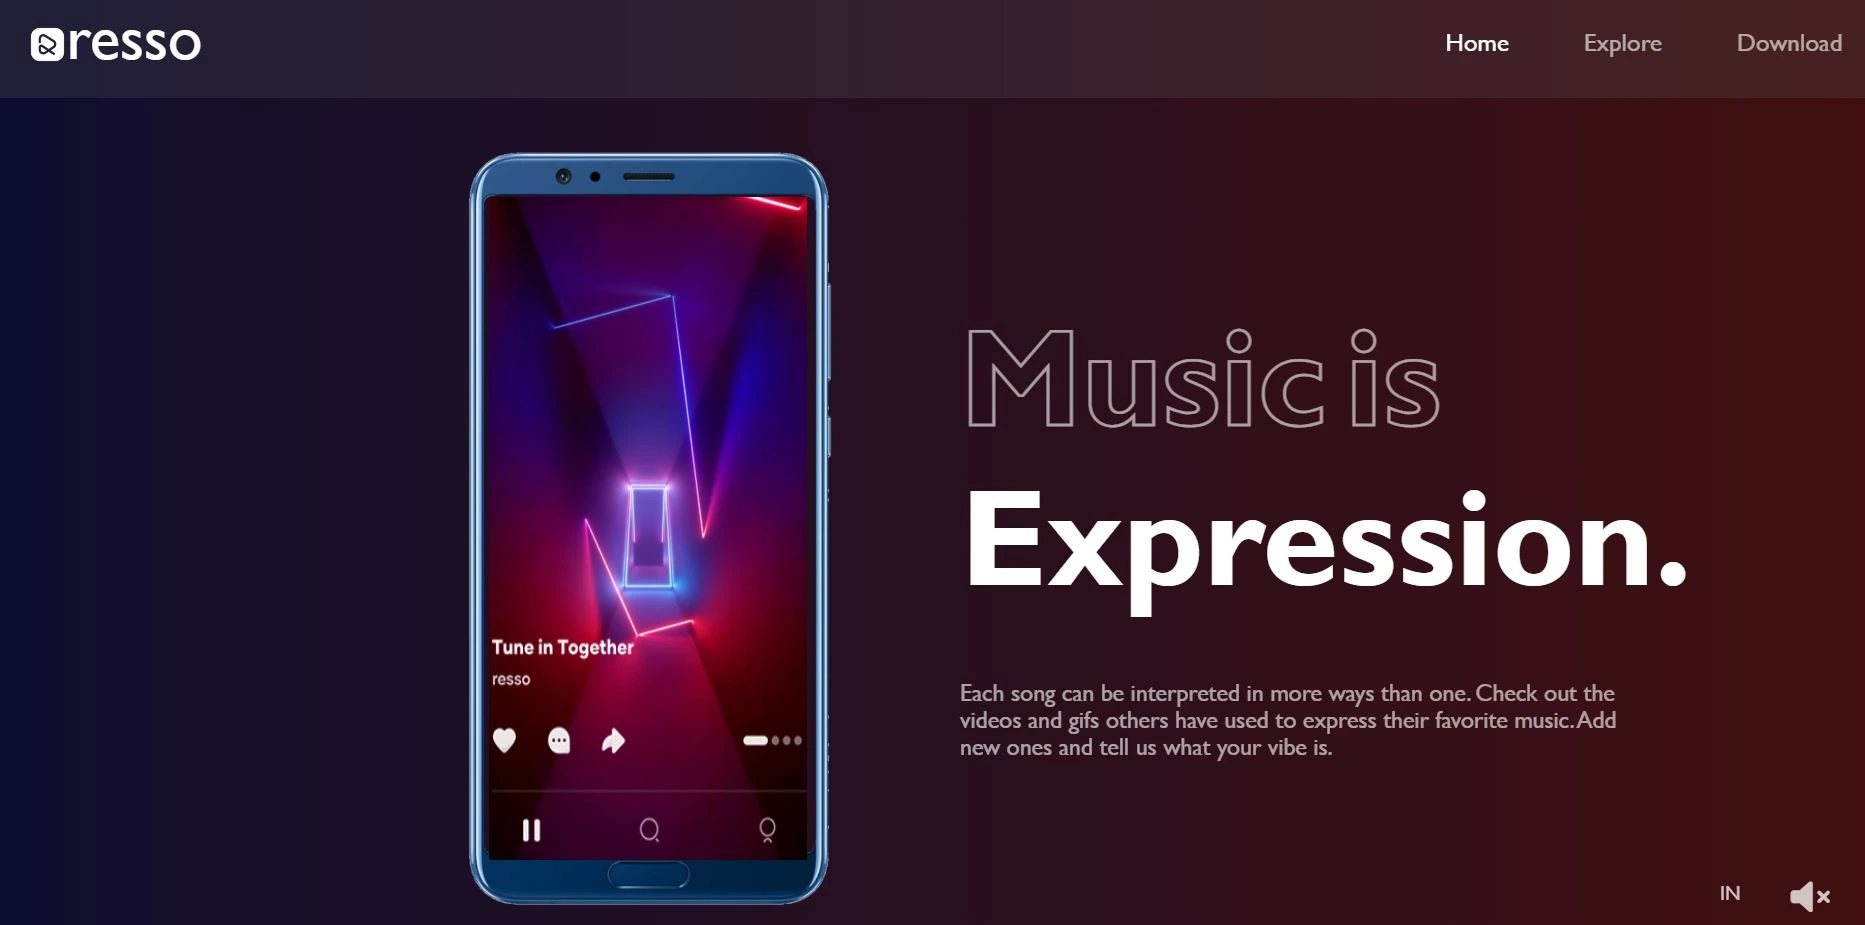 resso
Home
Explore
Download
Music is
Expression.
Tune in Together
resso
Each song can be interpreted in more ways than one. Check out the
videos and gifs others have used to express their favorite music. Add
new ones and tell us what your vibe is.
IN